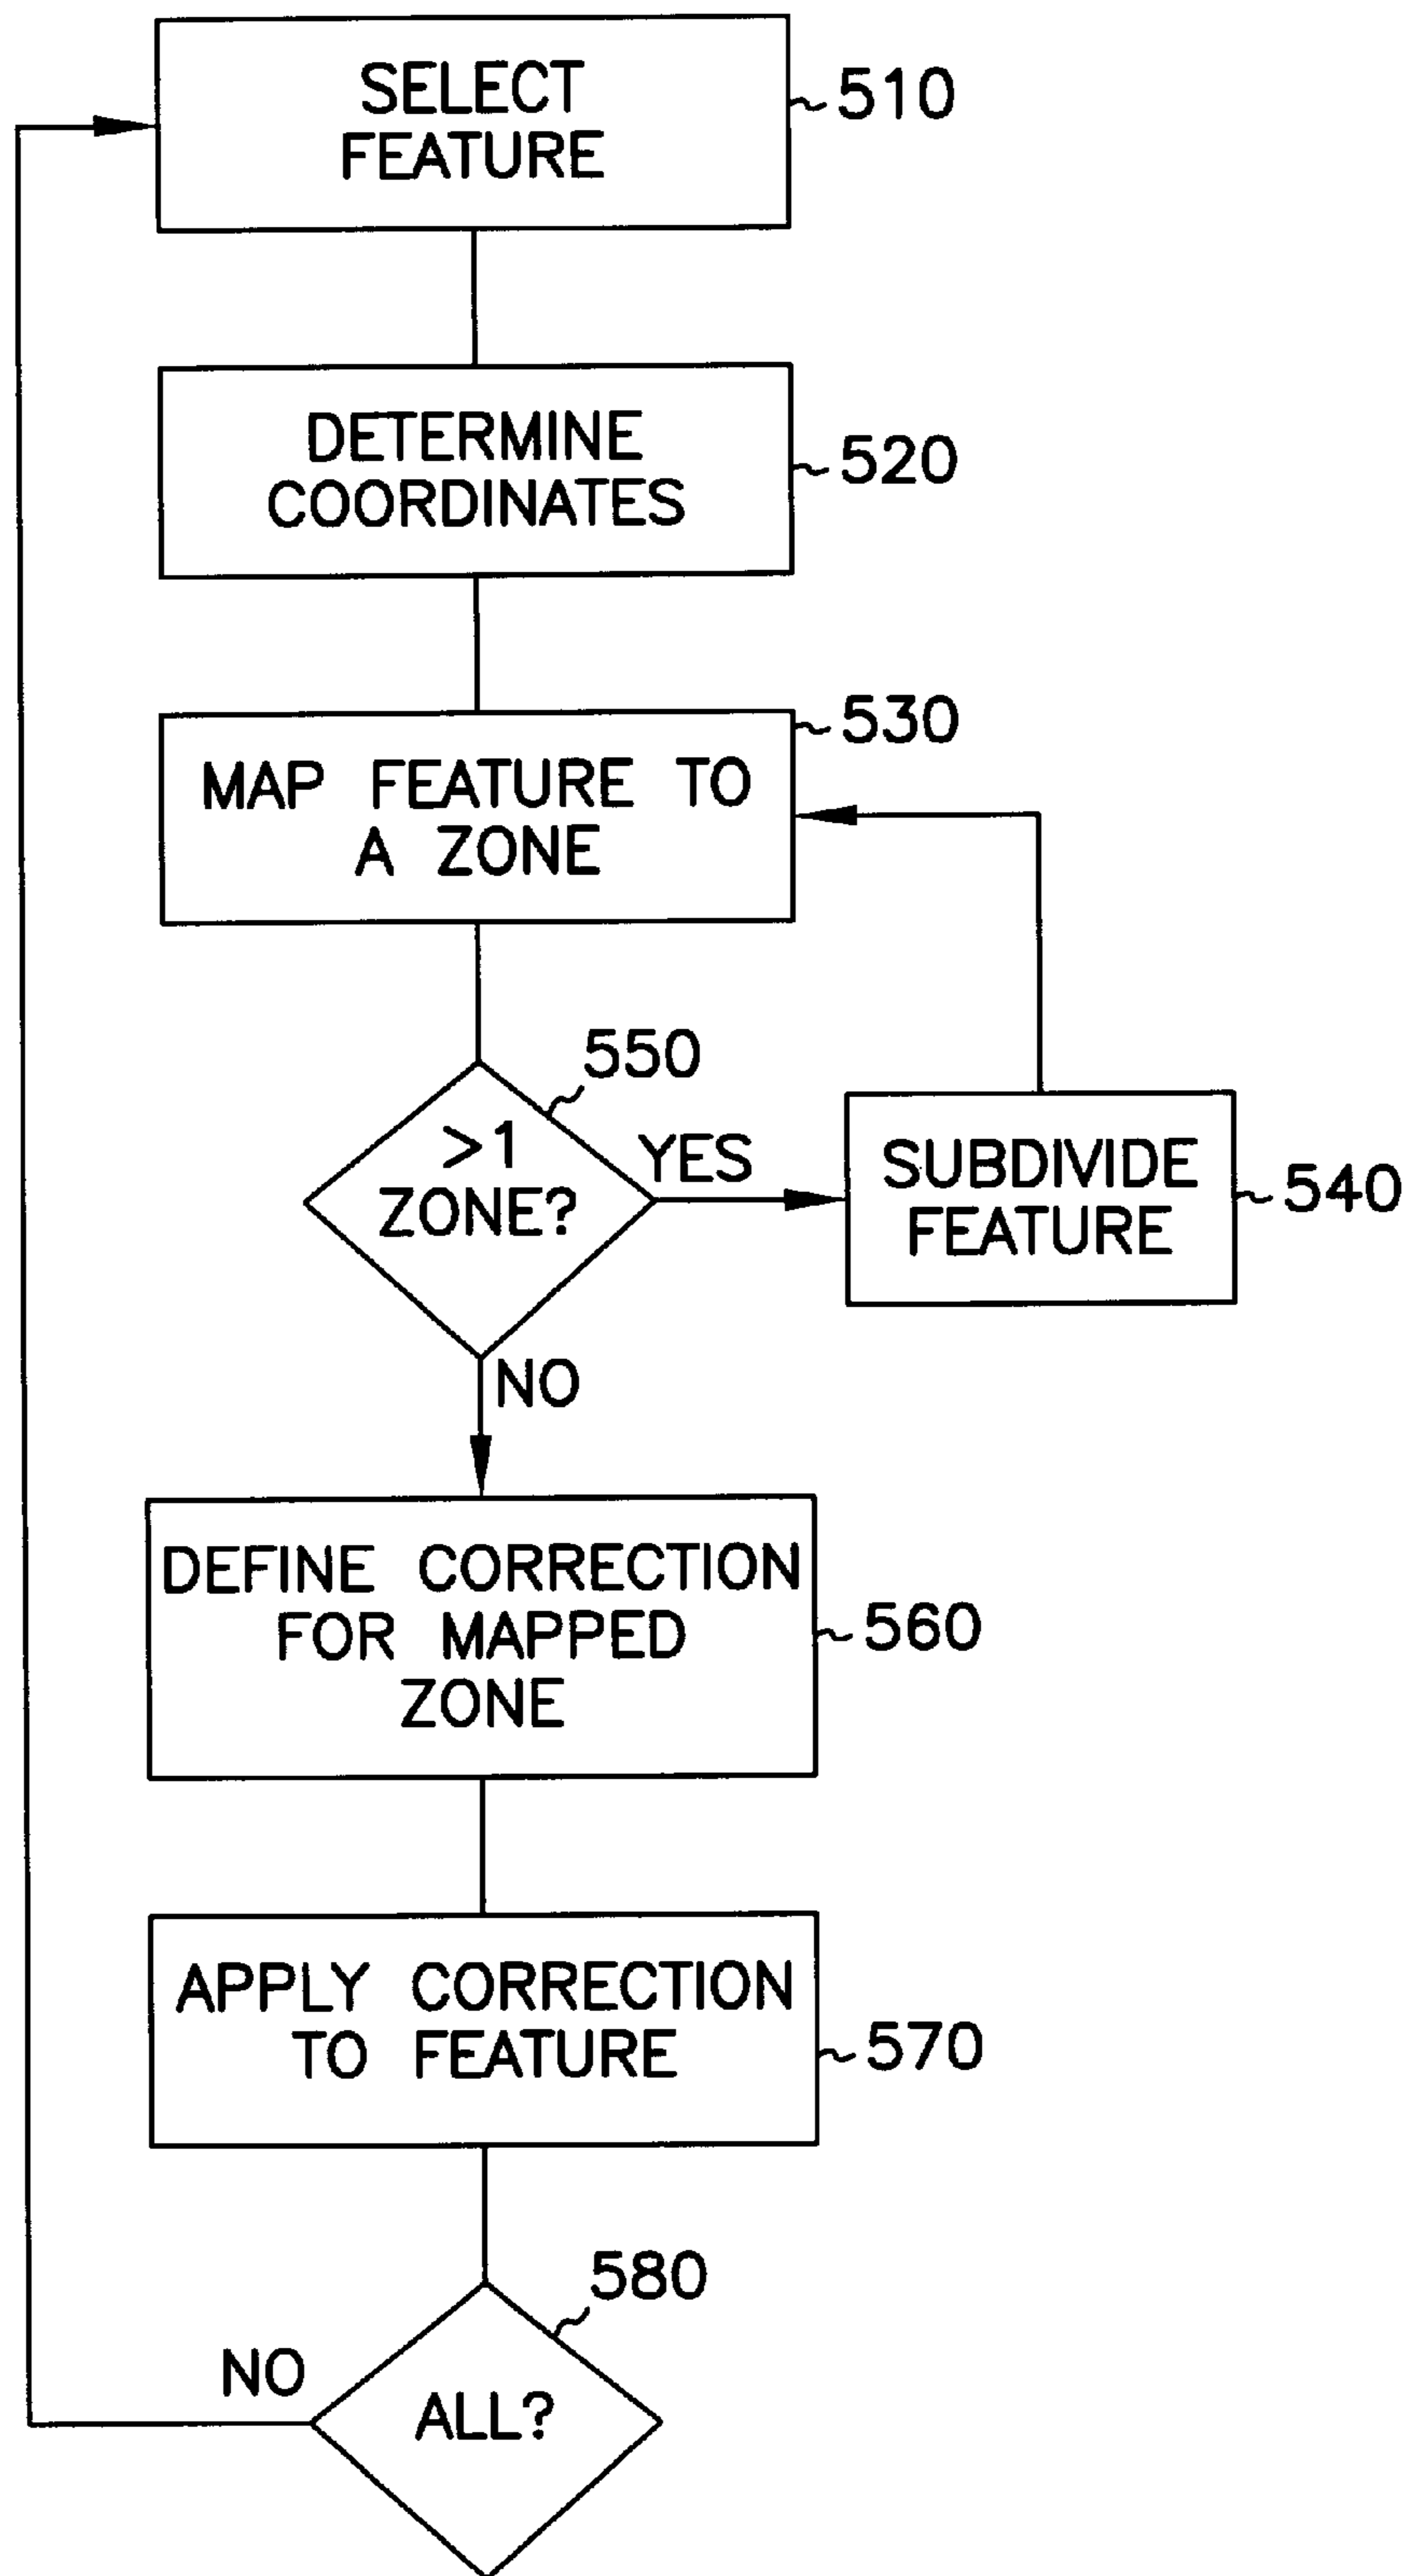 SELECT
FEATURE
510
DETERMINE
COORDINATES
520
530
MAP FEATURE TO
A ZONE
550
>1
ZONE?
YES
SUBDIVIDE
FEATURE
540
NO
DEFINE CORRECTION
FOR MAPPED
ZONE
560
APPLY CORRECTION
TO FEATURE
570
580
NO
ALL?